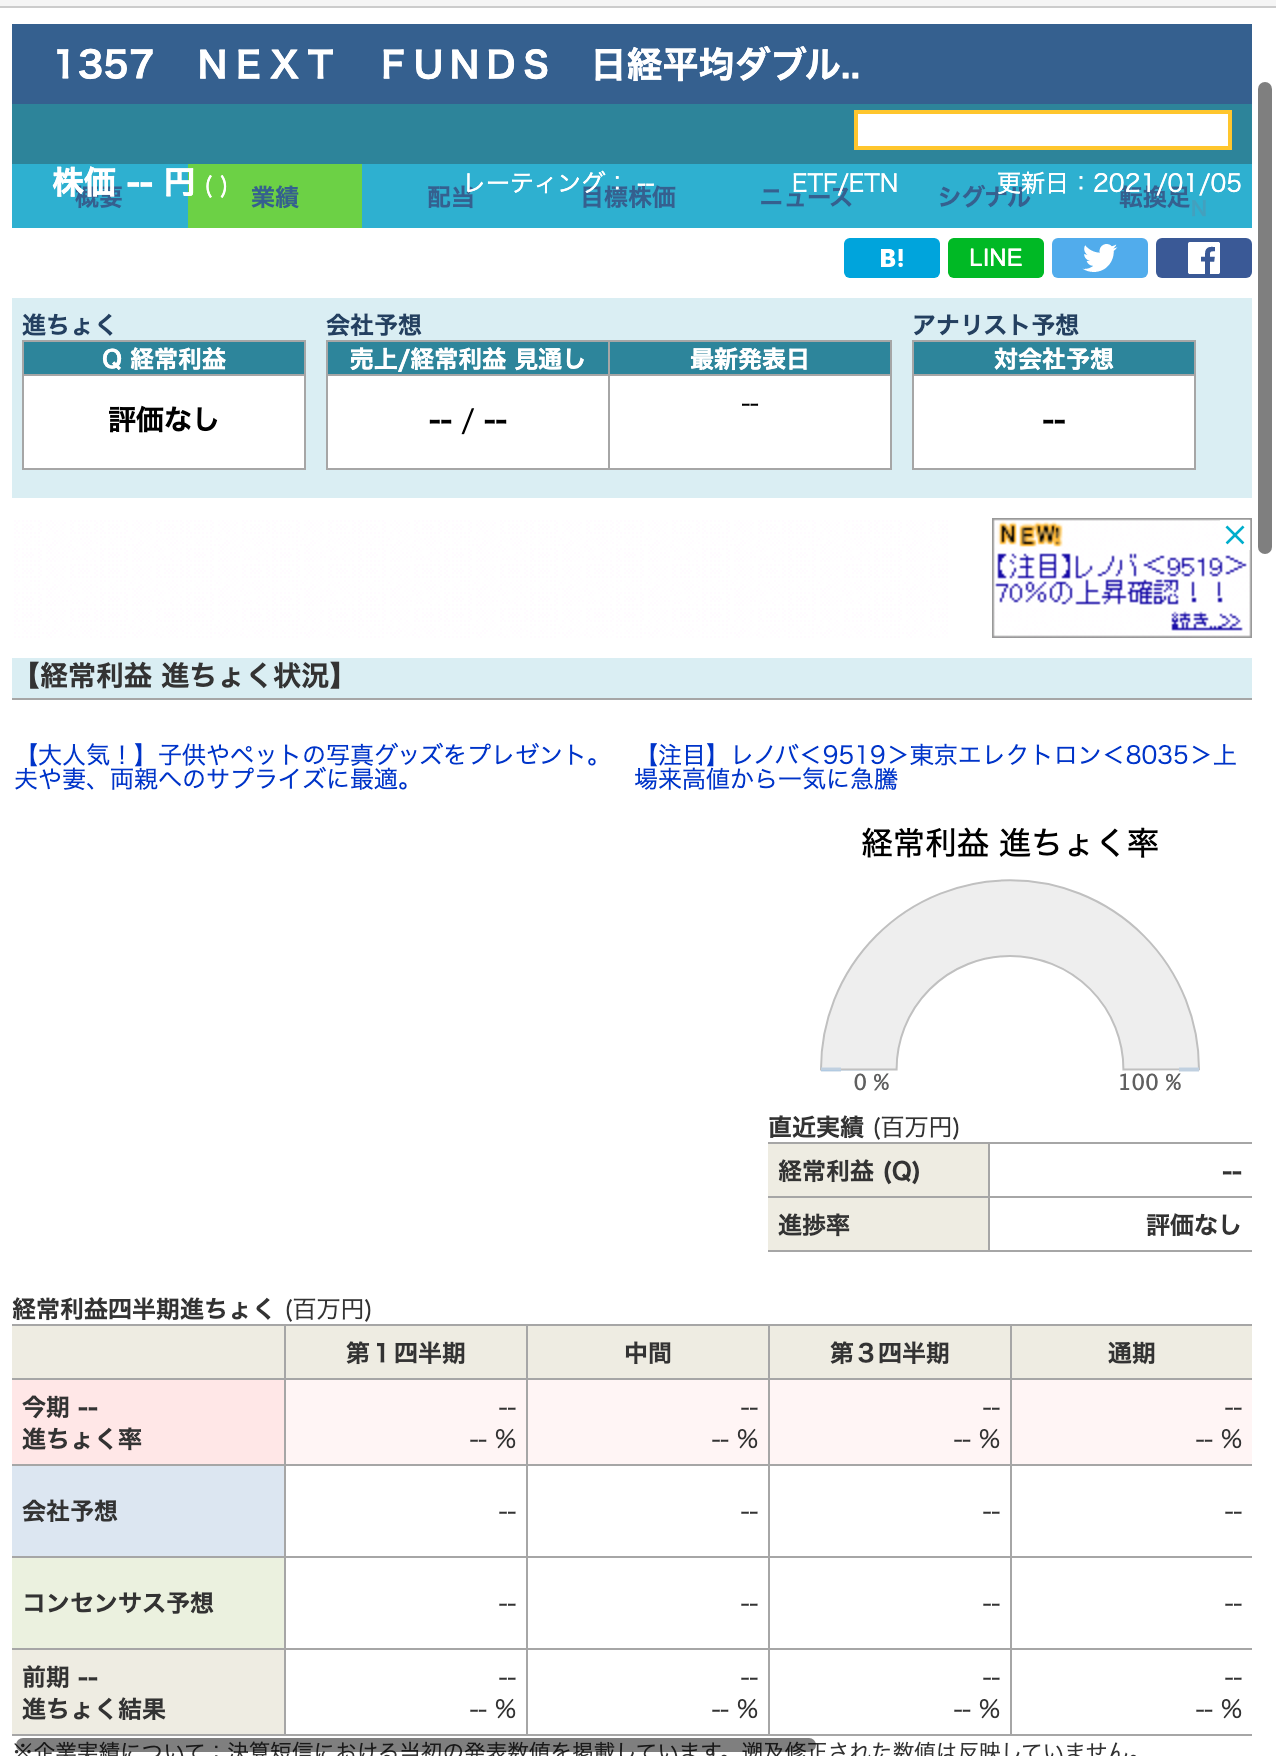 1357　ＮＥＸＴ　ＦＵＮＤＳ　日経平均ダブル..
株価 -- 円 ( )
レーティング： --
ETF/ETN
更新日：2021/01/05
概要
業績
配当
目標株価
ニュース
シグナル
転換足
N
B!
LINE
進ちょく
会社予想
アナリスト予想
Q 経常利益
売上/経常利益 見通し
最新発表日
対会社予想
評価なし
-- / --
--
--
NEW!
【注目】レノバ＜9519＞
70%の上昇確認！！
続き..>>
【経常利益 進ちょく状況】
【大人気！】子供やペットの写真グッズをプレゼント。
夫や妻、両親へのサプライズに最適。
【注目】レノバ＜9519＞東京エレクトロン＜8035＞上
場来高値から一気に急騰
経常利益 進ちょく率
0 %
100 %
直近実績 (百万円)
経常利益 (Q) --
進捗率 評価なし
経常利益四半期進ちょく (百万円)
第１四半期 中間 第３四半期 通期
今期 -- -- -- -- --
進ちょく率 -- % -- % -- % -- %
会社予想 -- -- -- --
コンセンサス予想 -- -- -- --
前期 -- -- -- -- --
進ちょく結果 -- % -- % -- % -- %
※企業実績について：決算短信における当初の発表数値を掲載しています。遡及修正された数値は反映していません。